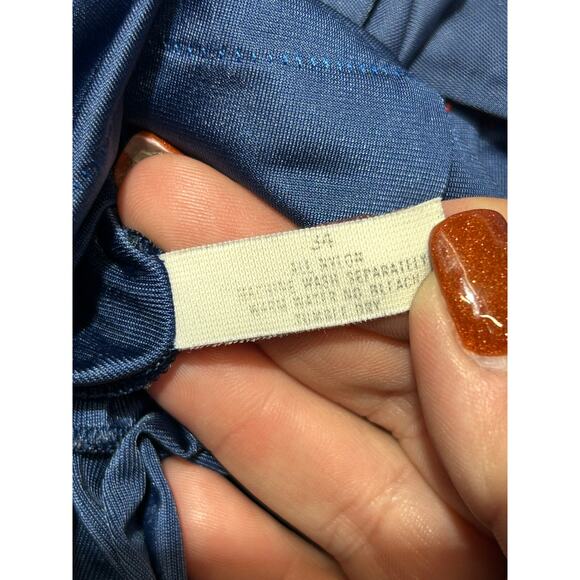 34
ALL NYLON
MACHINE WASH SEPARATELY
WARM WATER NO BLEACH
TUMBLE DRY